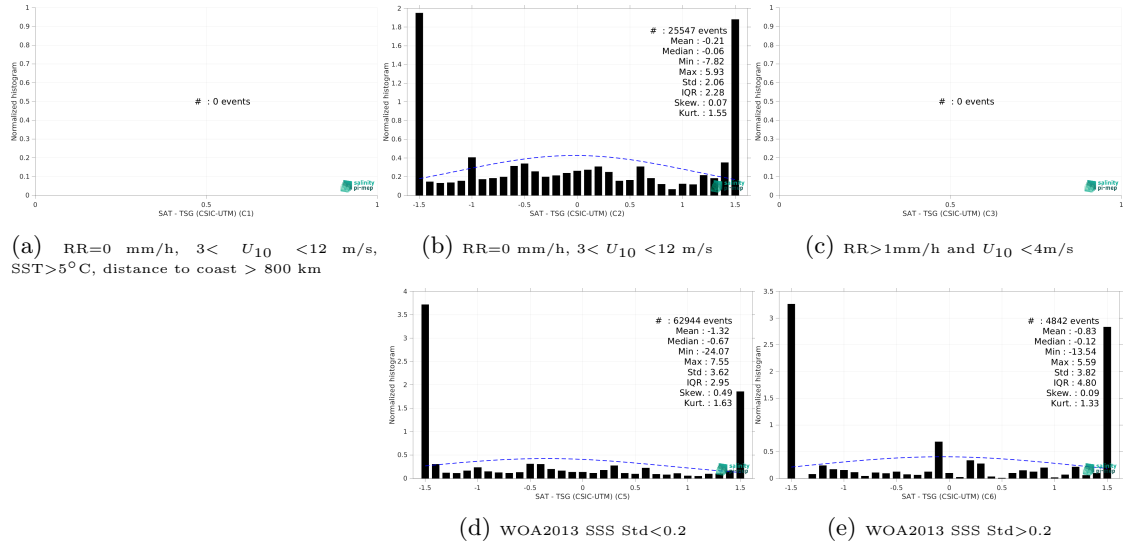 Normalized histogram
1
0.9
0.8
0.7
0.6
0.5
0.4
0.3
0.2
0.1
0
# : 0 events
0
0.5
1
SAT - TSG (CSIC-UTM) (C1)
salinity
pi-mep
(a) RR=0 mm/h, 3< U10 <12 m/s,
SST>5°C, distance to coast > 800 km
Normalized histogram
2
1.8
1.6
1.4
1.2
1
0.8
0.6
0.4
0.2
0
# : 25547 events
Mean : -0.21
Median : -0.06
Min : -7.82
Max : 5.93
Std : 2.06
IQR : 2.28
Skew. : 0.07
Kurt. : 1.55
-1.5
-1
-0.5
0
0.5
1
1.5
SAT - TSG (CSIC-UTM) (C2)
salinity
pi-mep
(b) RR=0 mm/h, 3< U10 <12 m/s
Normalized histogram
1
0.9
0.8
0.7
0.6
0.5
0.4
0.3
0.2
0.1
0
# : 0 events
0
0.5
1
SAT - TSG (CSIC-UTM) (C3)
salinity
pi-mep
(c) RR>1mm/h and U10 <4m/s
Normalized histogram
4
3.5
3
2.5
2
1.5
1
0.5
0
# : 62944 events
Mean : -1.32
Median : -0.67
Min : -24.07
Max : 7.55
Std : 3.62
IQR : 2.95
Skew. : 0.49
Kurt. : 1.63
-1.5
-1
-0.5
0
0.5
1
1.5
SAT - TSG (CSIC-UTM) (C5)
salinity
pi-mep
(d) WOA2013 SSS Std<0.2
Normalized histogram
3.5
3
2.5
2
1.5
1
0.5
0
# : 4842 events
Mean : -0.83
Median : -0.12
Min : -13.54
Max : 5.59
Std : 3.82
IQR : 4.80
Skew. : 0.09
Kurt. : 1.33
-1.5
-1
-0.5
0
0.5
1
1.5
SAT - TSG (CSIC-UTM) (C6)
salinity
pi-mep
(e) WOA2013 SSS Std>0.2